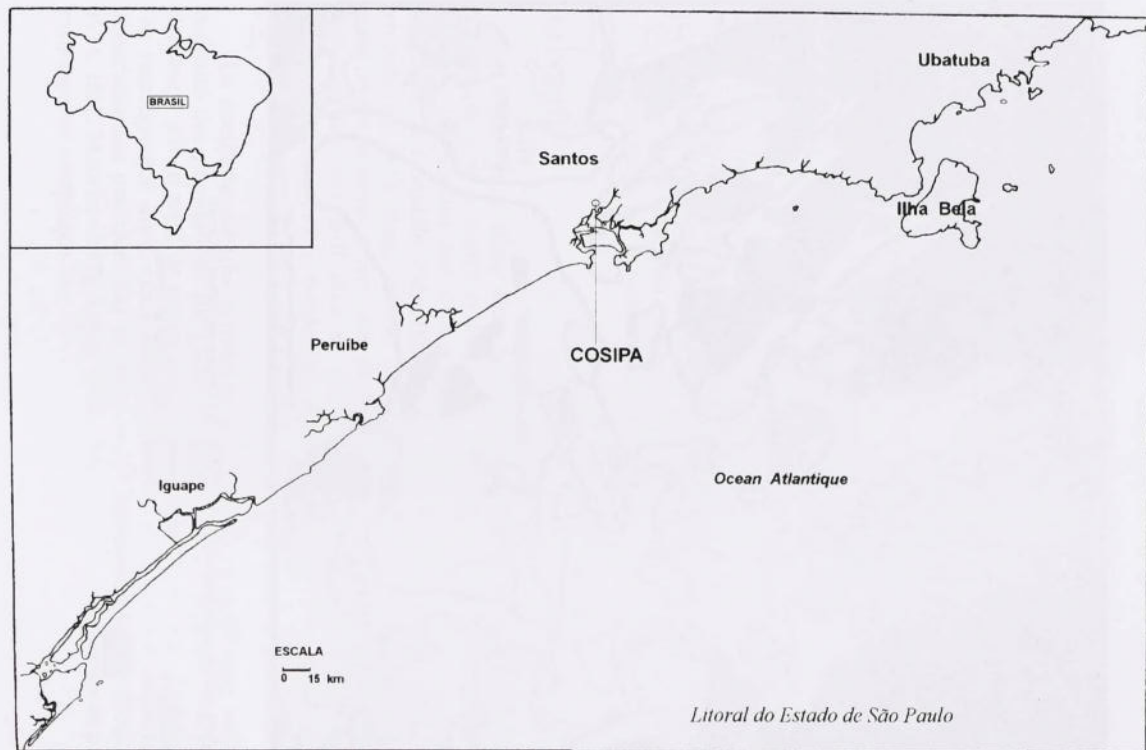 BRASIL
Ubatuba
Santos
Ilha Bela
COSIPA
Peruíbe
Iguape
Ocean Atlantique
ESCALA
0 15 km
Litoral do Estado de São Paulo